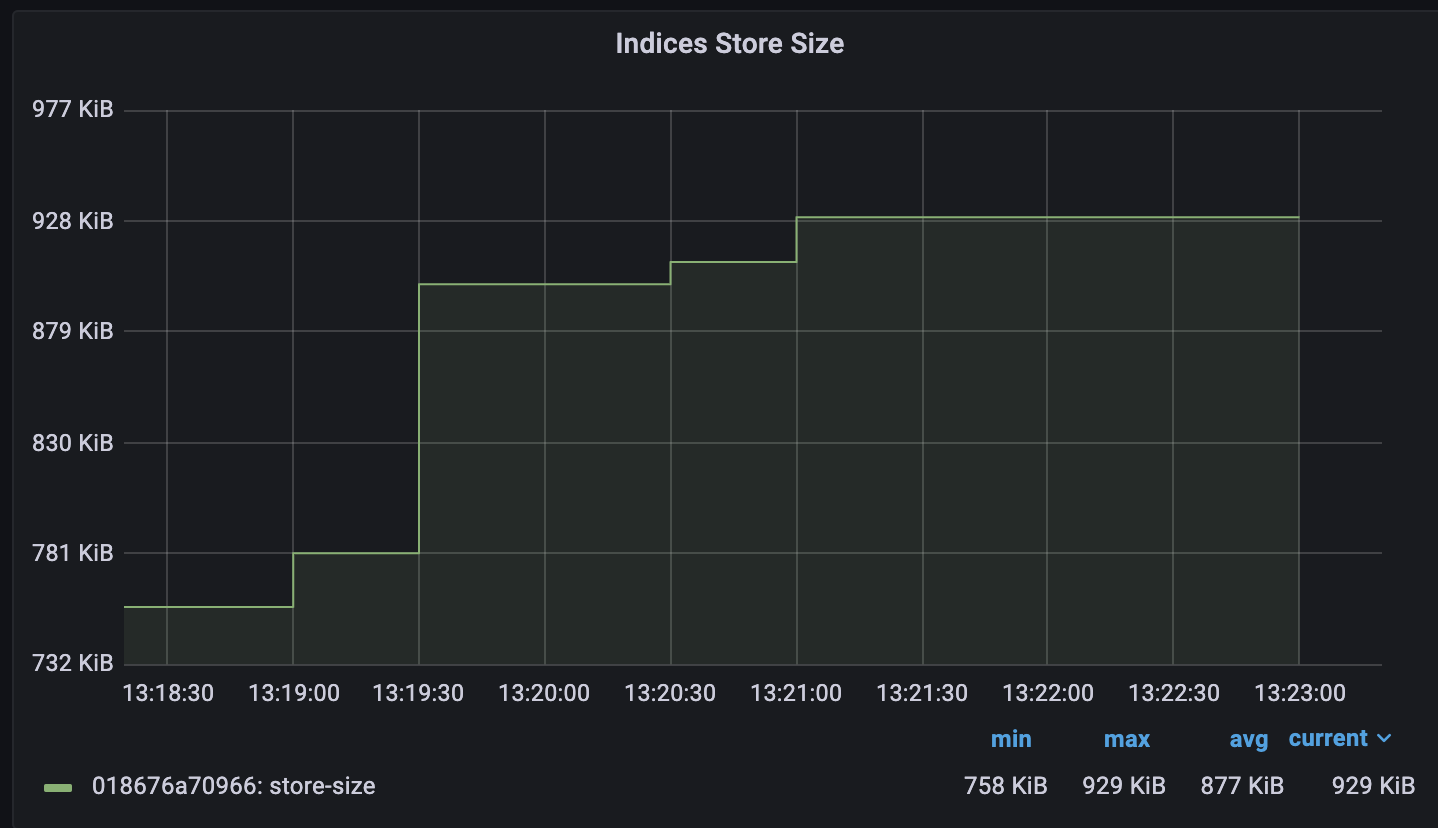 Indices Store Size
977 KiB
928 KiB
879 KiB
830 KiB
781 KiB
732 KiB
13:18:30 13:19:00 13:19:30 13:20:00 13:20:30 13:21:00 13:21:30 13:22:00 13:22:30 13:23:00
min max avg current
018676a70966: store-size 758 KiB 929 KiB 877 KiB 929 KiB